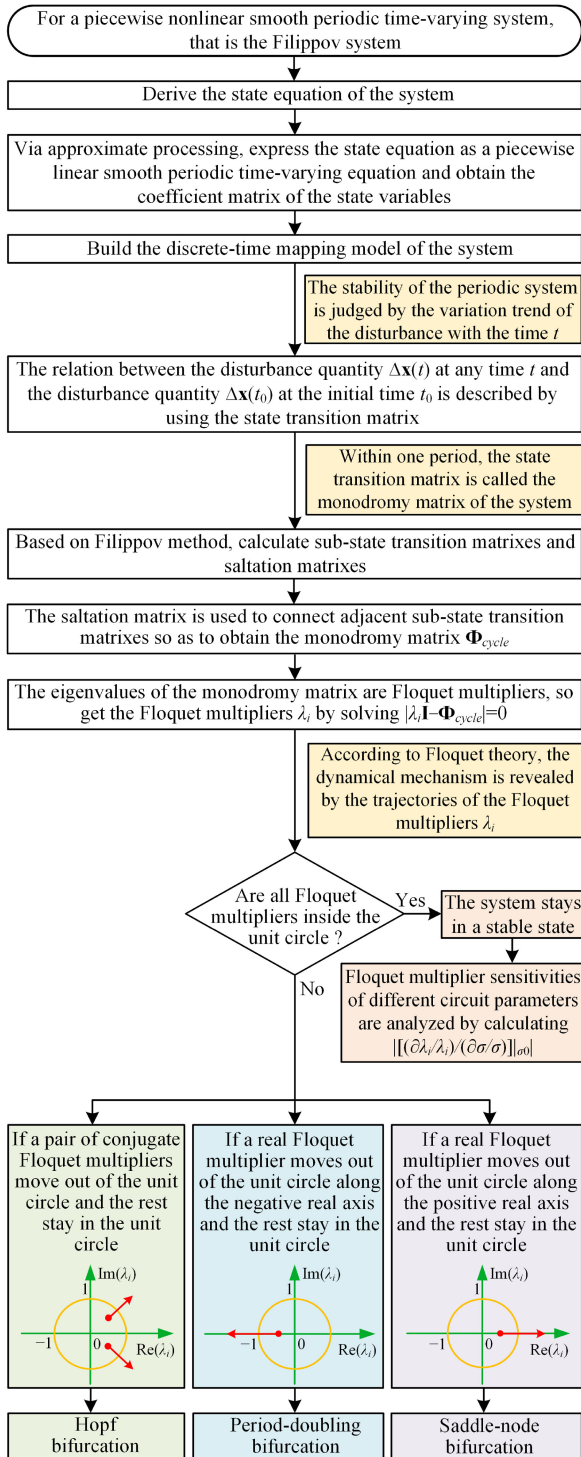 For a piecewise nonlinear smooth periodic time-varying system,
that is the Filippov system
Derive the state equation of the system
Via approximate processing, express the state equation as a piecewise
linear smooth periodic time-varying equation and obtain the
coefficient matrix of the state variables
Build the discrete-time mapping model of the system
The stability of the periodic system
is judged by the variation trend of
the disturbance with the time t
The relation between the disturbance quantity Δx(t) at any time t and
the disturbance quantity Δx(t₀) at the initial time t₀ is described by
using the state transition matrix
Within one period, the state
transition matrix is called the
monodromy matrix of the system
Based on Filippov method, calculate sub-state transition matrixes and
saltation matrixes
The saltation matrix is used to connect adjacent sub-state transition
matrixes so as to obtain the monodromy matrix Φcycle
The eigenvalues of the monodromy matrix are Floquet multipliers, so
get the Floquet multipliers λi by solving |λiI–Φcycle|=0
According to Floquet theory, the
dynamical mechanism is revealed
by the trajectories of the Floquet
multipliers λi
Are all Floquet
multipliers inside the
unit circle ?
Yes
The system stays
in a stable state
No
Floquet multiplier sensitivities
of different circuit parameters
are analyzed by calculating
|[(∂λi/λi)/(∂σ/σ)]|σ0|
If a pair of conjugate
Floquet multipliers
move out of the unit
circle and the rest
stay in the unit
circle
Im(λi)
1
−1
0
Re(λi)
Hopf
bifurcation
If a real Floquet
multiplier moves out
of the unit circle along
the negative real axis
and the rest stay in the
unit circle
Im(λi)
1
−1
0
Re(λi)
Period-doubling
bifurcation
If a real Floquet
multiplier moves out
of the unit circle along
the positive real axis
and the rest stay in the
unit circle
Im(λi)
1
−1
0
Re(λi)
Saddle-node
bifurcation